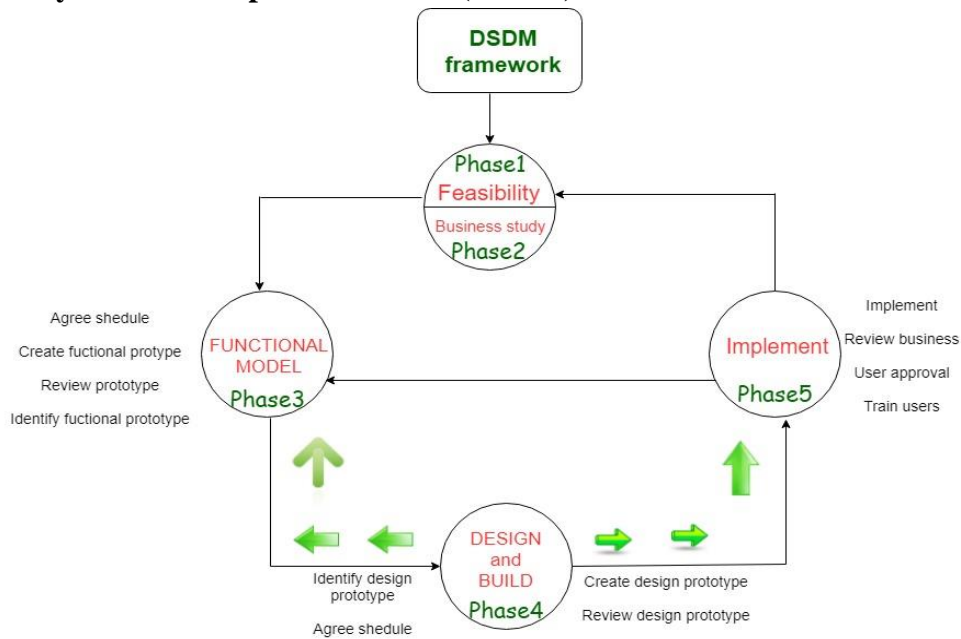 DSDM
framework
Phase1
Feasibility
Business study
Phase2
Agree shedule
Create fuctional protype
Review prototype
Identify fuctional prototype
FUNCTIONAL
MODEL
Phase3
Implement
Phase5
Implement
Review business
User approval
Train users
DESIGN
and
BUILD
Phase4
Identify design
prototype
Agree shedule
Create design prototype
Review design prototype